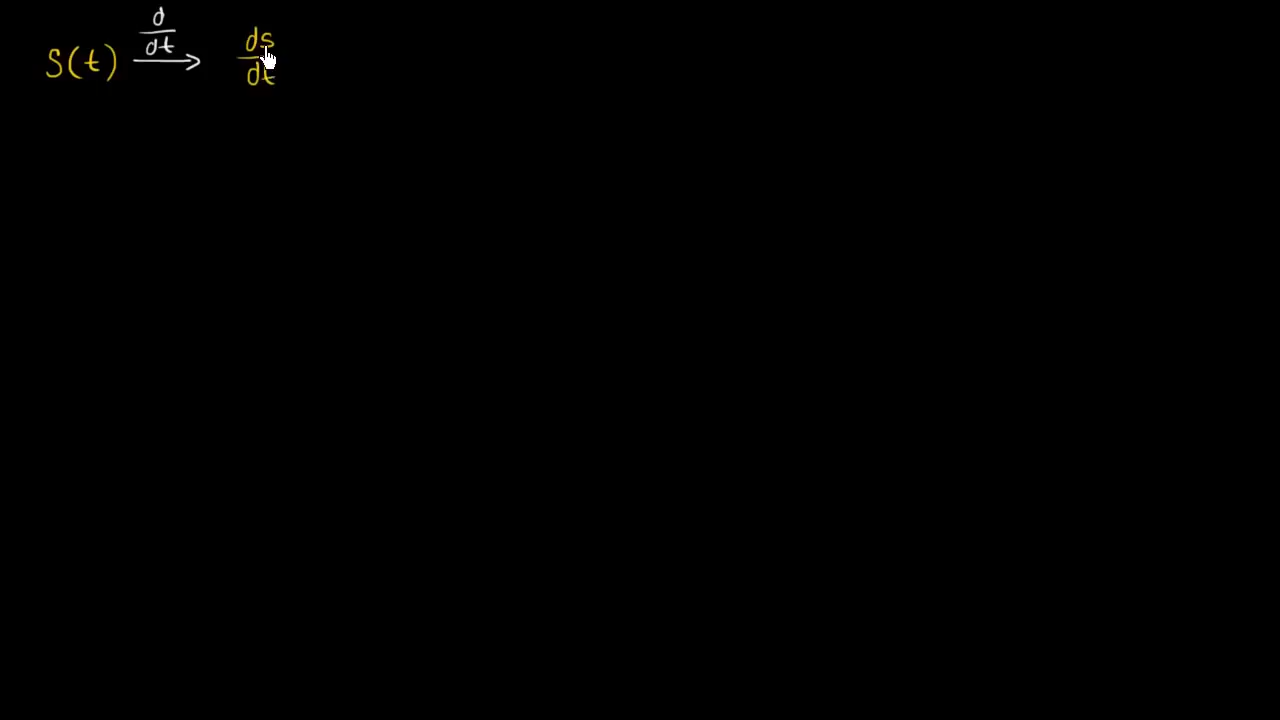 S(t) d/dt → ds/dt